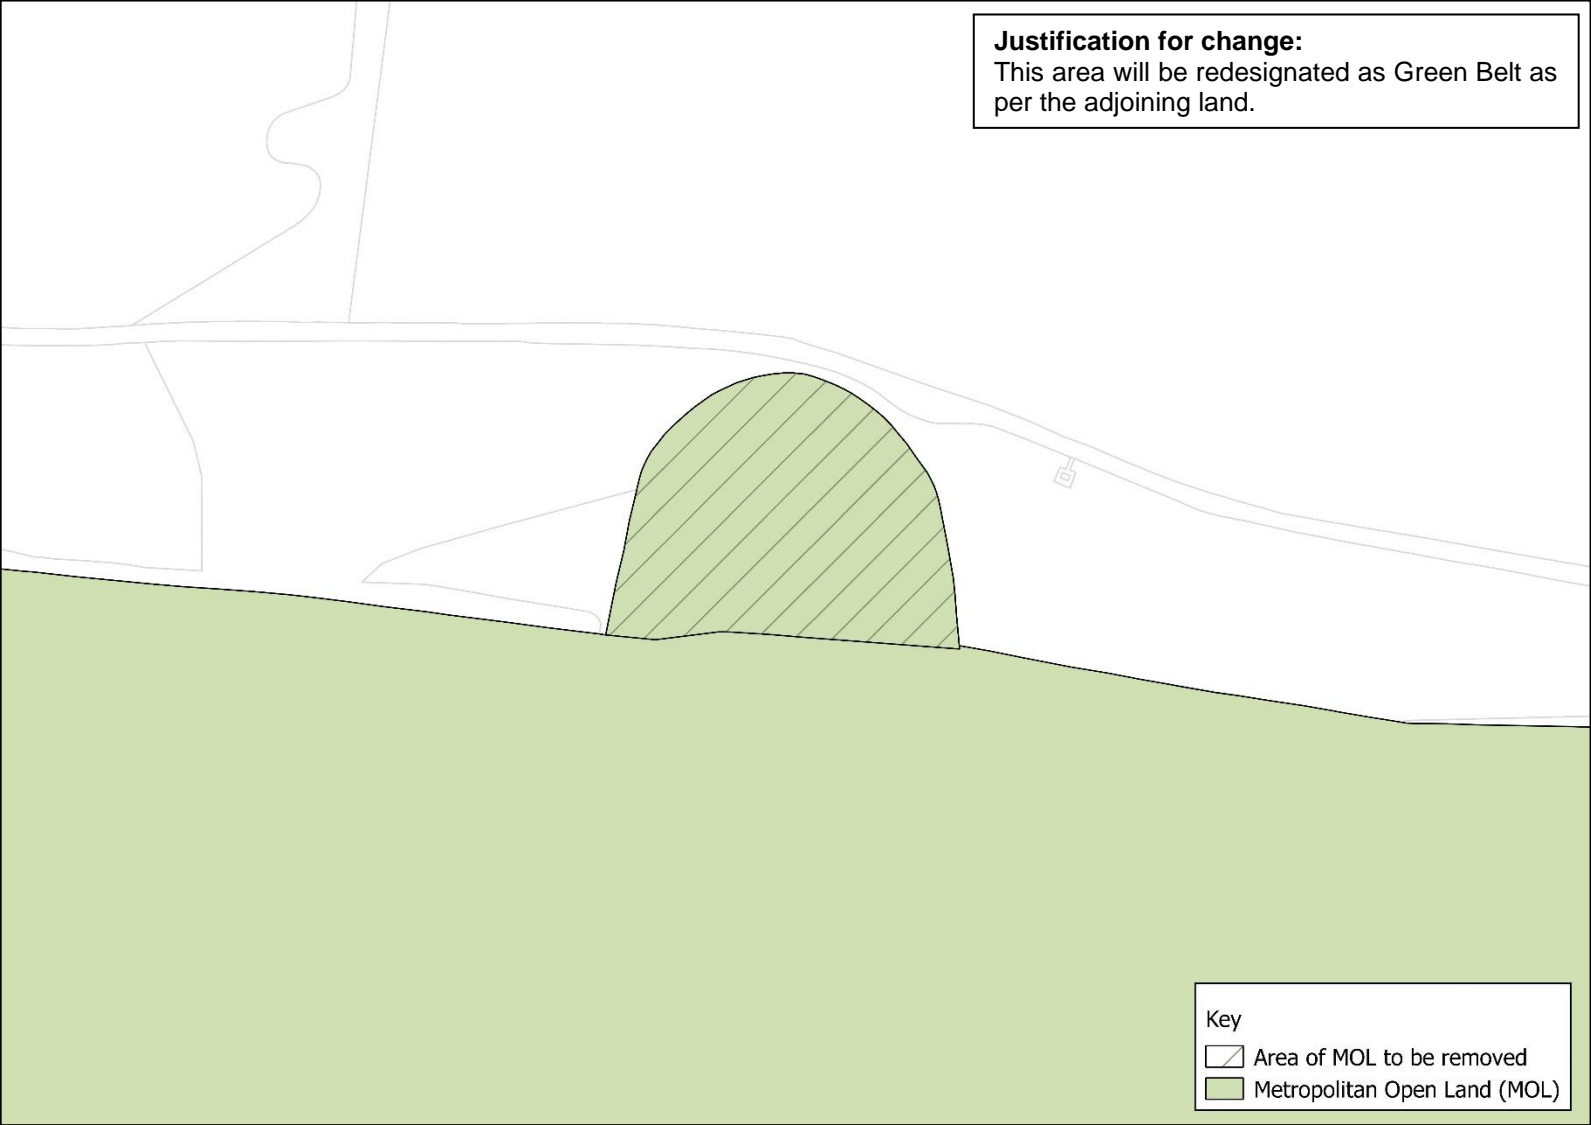 Justification for change:
This area will be redesignated as Green Belt as
per the adjoining land.
Key
Area of MOL to be removed
Metropolitan Open Land (MOL)